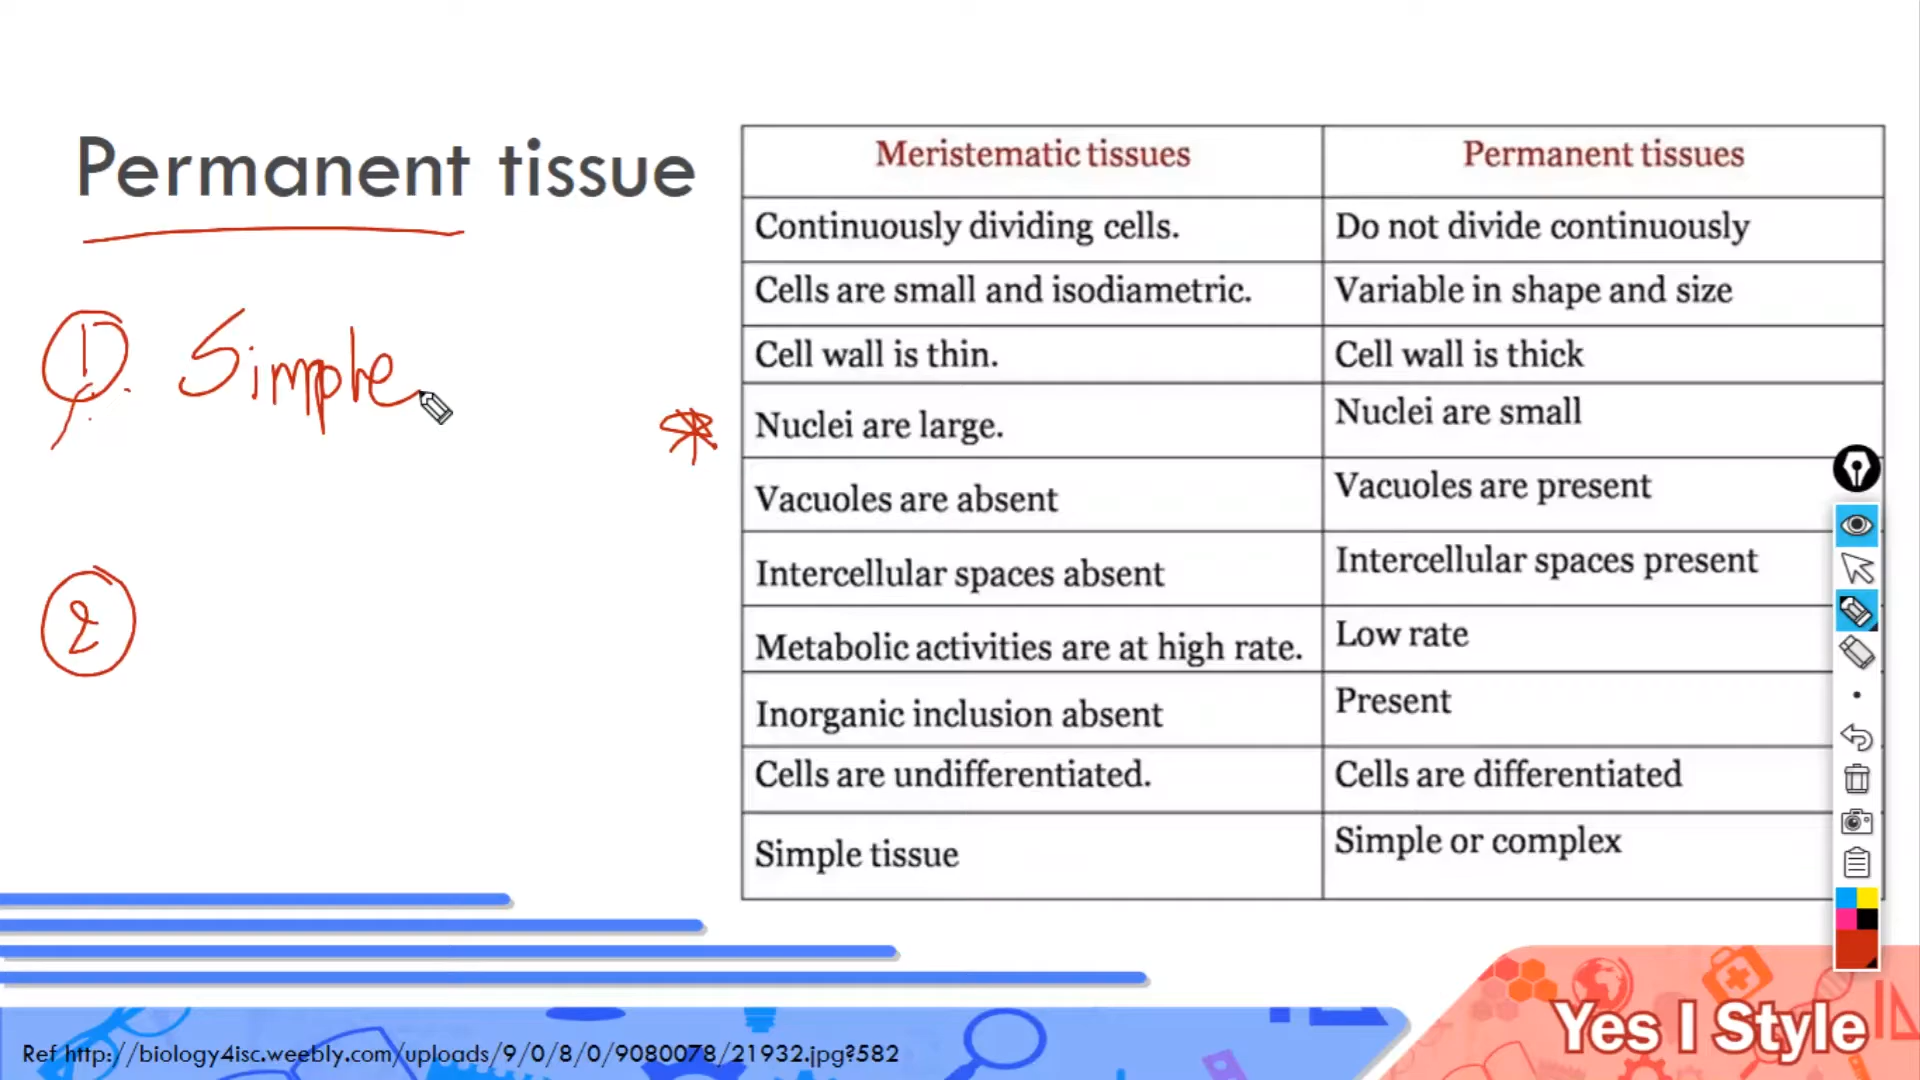 Permanent tissue
① Simple
②
Meristematic tissues Permanent tissues
Continuously dividing cells. Do not divide continuously
Cells are small and isodiametric. Variable in shape and size
Cell wall is thin. Cell wall is thick
Nuclei are large. Nuclei are small
Vacuoles are absent Vacuoles are present
Intercellular spaces absent Intercellular spaces present
Metabolic activities are at high rate. Low rate
Inorganic inclusion absent Present
Cells are undifferentiated. Cells are differentiated
Simple tissue Simple or complex
Ref http://biology4isc.weebly.com/uploads/9/0/8/0/9080078/21932.jpg?582
Yes I Style